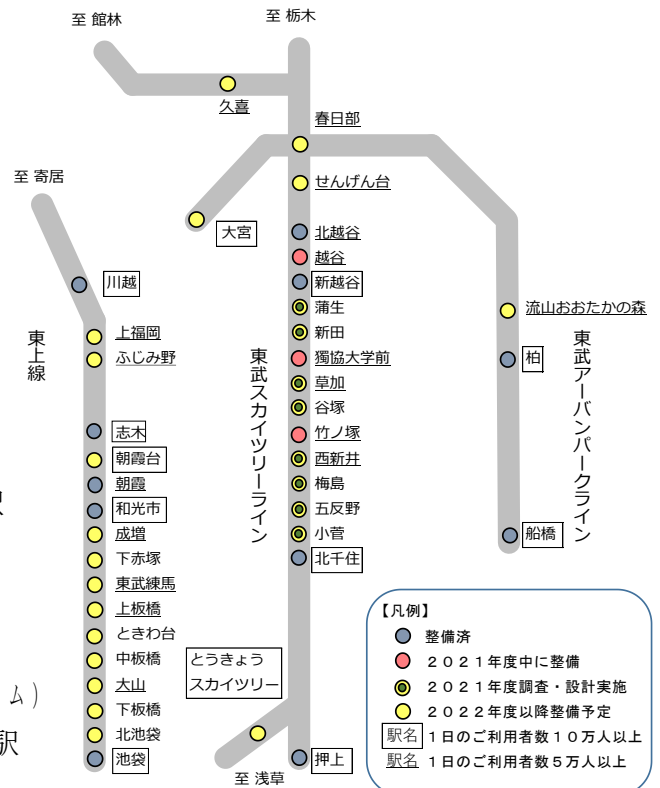 至 館林
至 栃木
久喜
春日部
至 寄居
せんげん台
大宮
北越谷
越谷
新越谷
蒲生
新田
獨協大学前
草加
谷塚
竹ノ塚
西新井
梅島
五反野
小菅
北千住
東武スカイツリーライン
とうきょう
スカイツリー
至 浅草
押上
川越
上福岡
ふじみ野
東上線
志木
朝霞台
朝霞
和光市
成増
下赤塚
東武練馬
上板橋
ときわ台
中板橋
大山
下板橋
北池袋
池袋
流山おおたかの森
柏
船橋
東武アーバンパークライン
ム)
駅
【凡例】
整備済
2021年度中に整備
2021年度調査・設計実施
2022年度以降整備予定
駅名 1日のご利用者数10万人以上
駅名 1日のご利用者数5万人以上